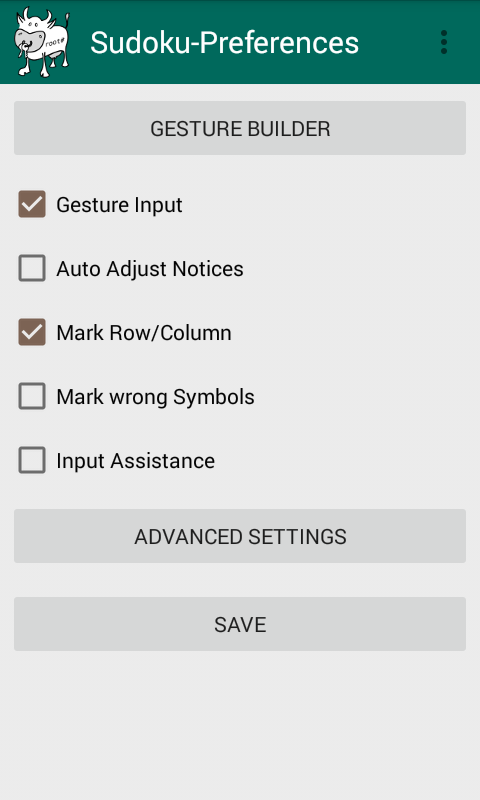 root#
Sudoku-Preferences
GESTURE BUILDER
Gesture Input
Auto Adjust Notices
Mark Row/Column
Mark wrong Symbols
Input Assistance
ADVANCED SETTINGS
SAVE